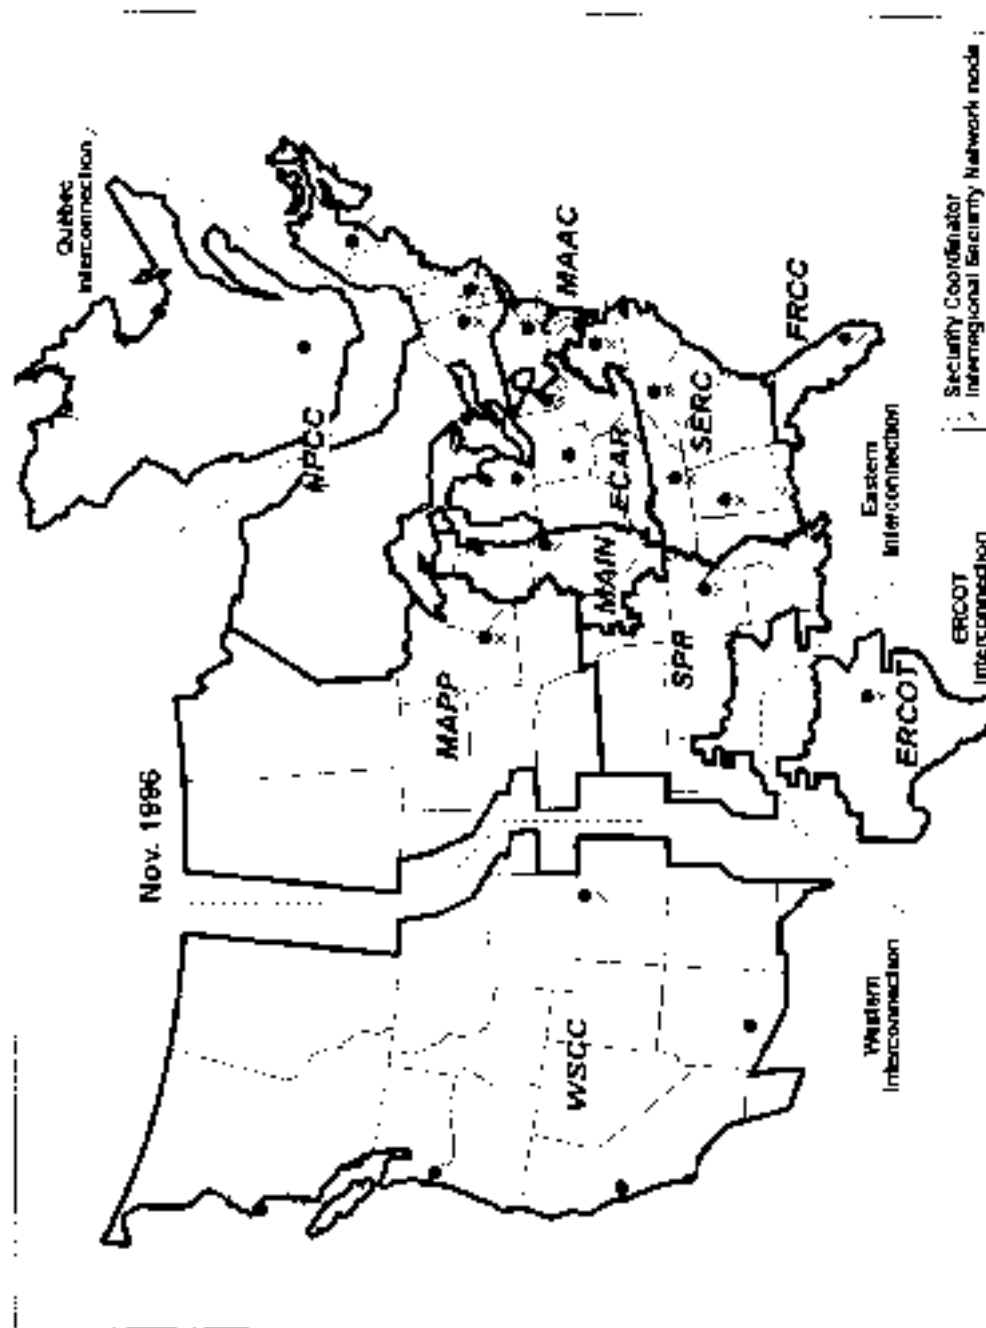 Nov. 1996
Québec
Interconnection
NPCC
MAAC
MAPP
MAIN
ECAR
SERC
FRCC
WSCC
SPP
ERCOT
Western
Interconnection
Eastern
Interconnection
ERCOT
Interconnection
Security Coordinator
Interregional Security Network node